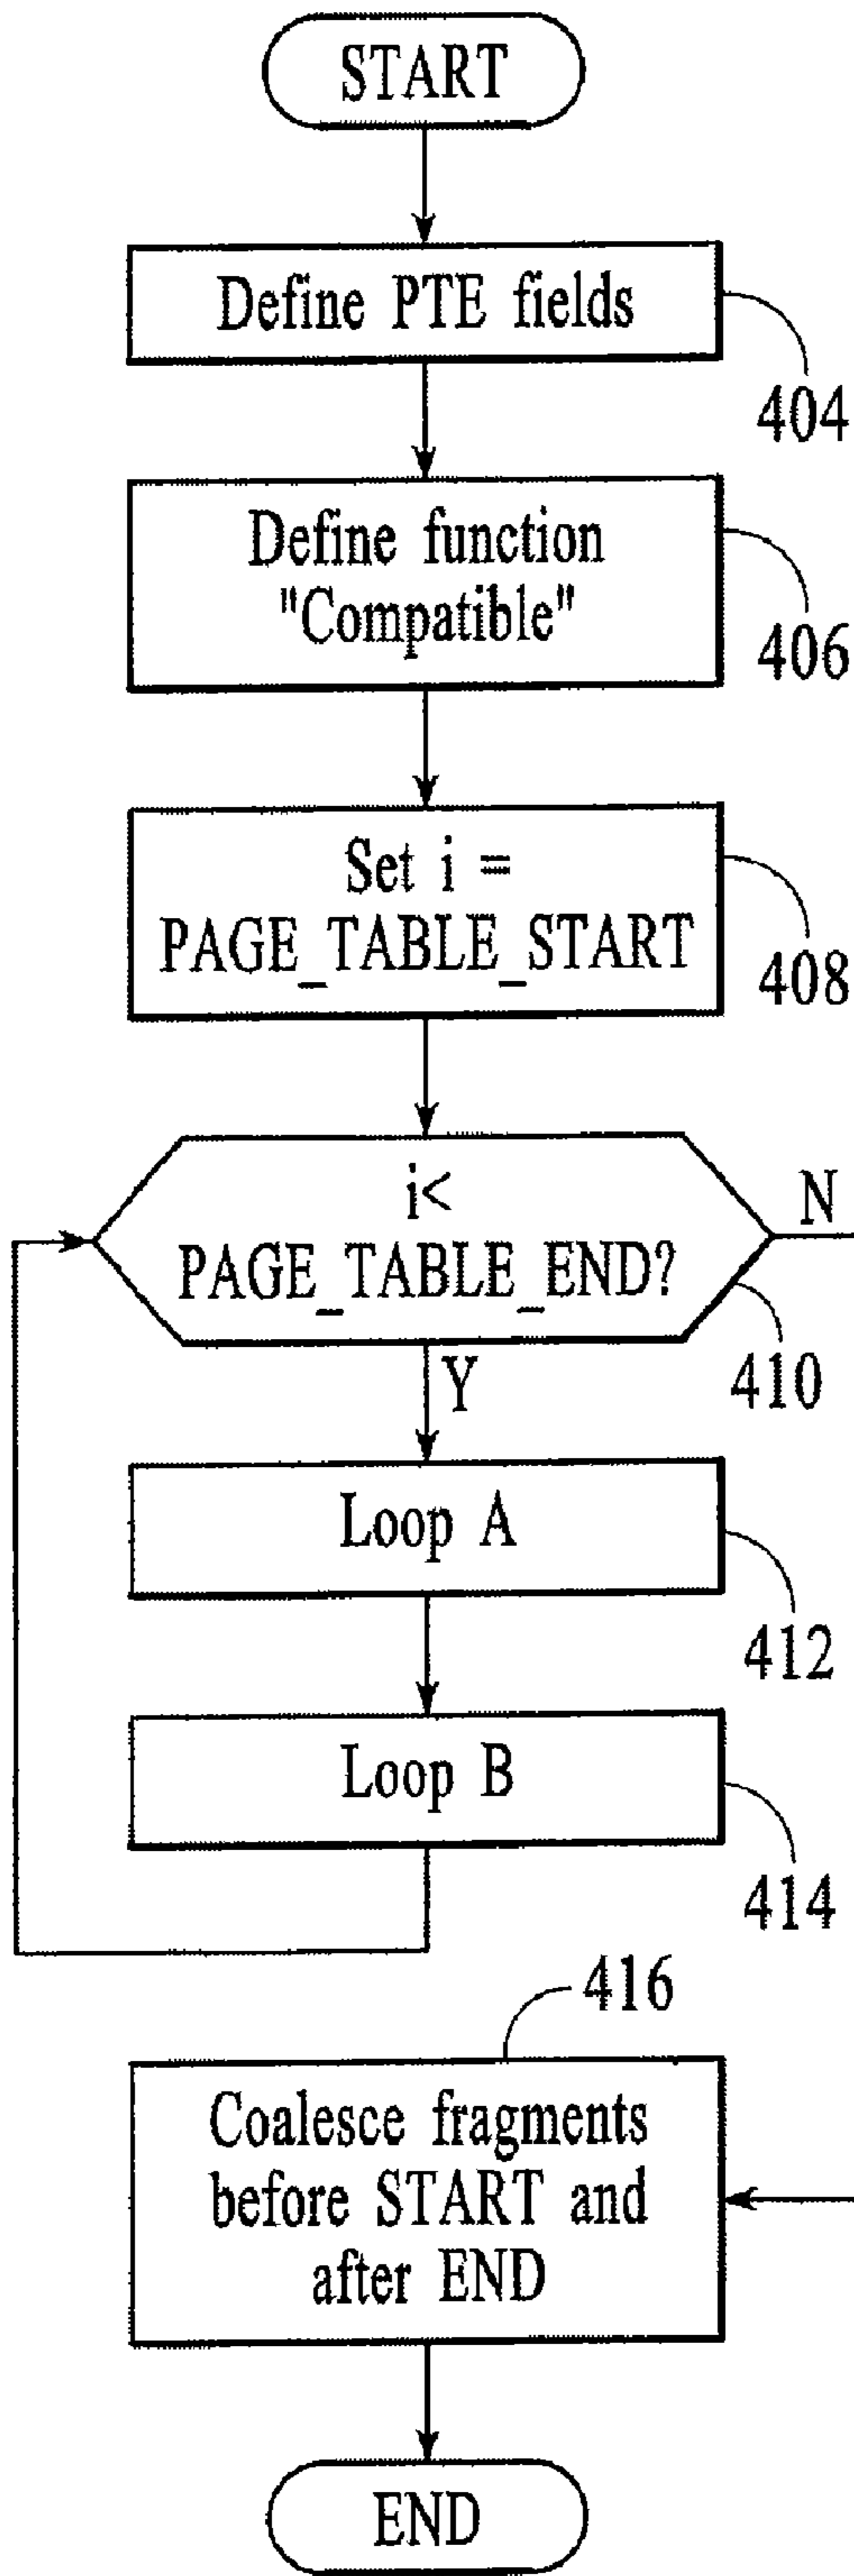 START
Define PTE fields
404
Define function
"Compatible"
406
Set i =
PAGE_TABLE_START
408
i<
PAGE_TABLE_END?
N
410
Y
Loop A
412
Loop B
414
416
Coalesce fragments
before START and
after END
END